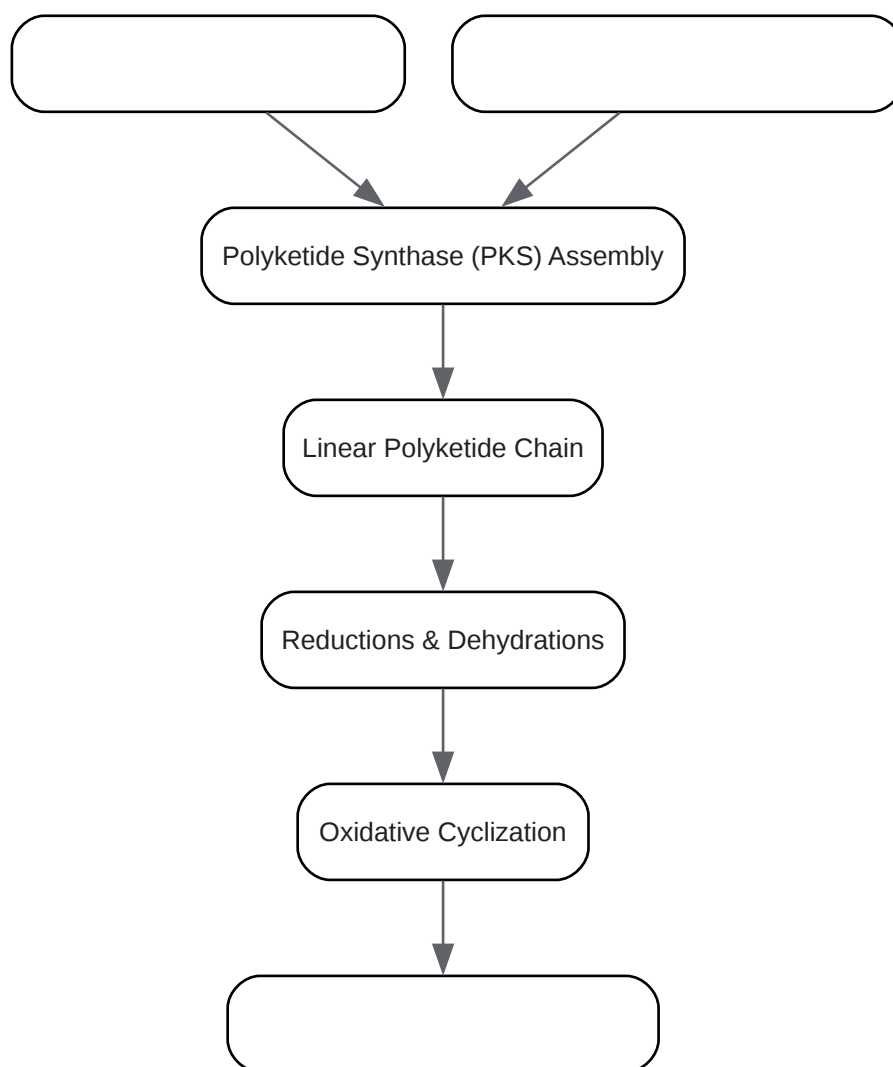 Polyketide Synthase (PKS) Assembly
Linear Polyketide Chain
Reductions & Dehydrations
Oxidative Cyclization